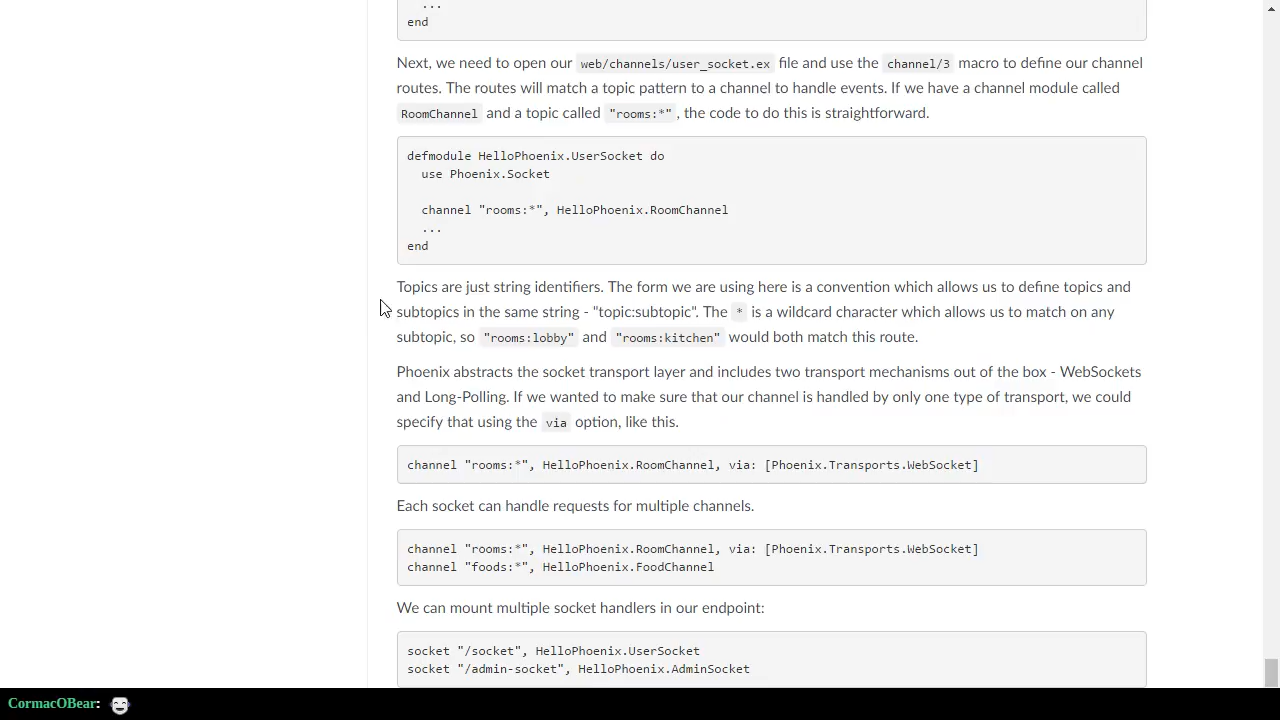 ...
end
Next, we need to open our web/channels/user_socket.ex file and use the channel/3 macro to define our channel
routes. The routes will match a topic pattern to a channel to handle events. If we have a channel module called
RoomChannel and a topic called "rooms:*", the code to do this is straightforward.
defmodule HelloPhoenix.UserSocket do
  use Phoenix.Socket
  channel "rooms:*", HelloPhoenix.RoomChannel
  ...
end
Topics are just string identifiers. The form we are using here is a convention which allows us to define topics and
subtopics in the same string - "topic:subtopic". The * is a wildcard character which allows us to match on any
subtopic, so "rooms:lobby" and "rooms:kitchen" would both match this route.
Phoenix abstracts the socket transport layer and includes two transport mechanisms out of the box - WebSockets
and Long-Polling. If we wanted to make sure that our channel is handled by only one type of transport, we could
specify that using the via option, like this.
channel "rooms:*", HelloPhoenix.RoomChannel, via: [Phoenix.Transports.WebSocket]
Each socket can handle requests for multiple channels.
channel "rooms:*", HelloPhoenix.RoomChannel, via: [Phoenix.Transports.WebSocket]
channel "foods:*", HelloPhoenix.FoodChannel
We can mount multiple socket handlers in our endpoint:
socket "/socket", HelloPhoenix.UserSocket
socket "/admin-socket", HelloPhoenix.AdminSocket
CormacOBear: